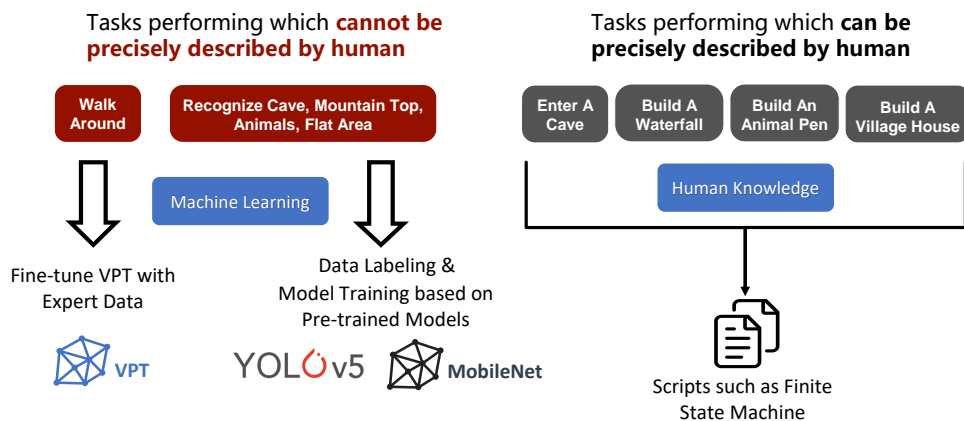 Tasks performing which cannot be
precisely described by human
Walk
Around
Recognize Cave, Mountain Top,
Animals, Flat Area
Machine Learning
Fine-tune VPT with
Expert Data
VPT
Data Labeling &
Model Training based on
Pre-trained Models
YOLOv5
MobileNet
Tasks performing which can be
precisely described by human
Enter A
Cave
Build A
Waterfall
Build An
Animal Pen
Build A
Village House
Human Knowledge
Scripts such as Finite
State Machine